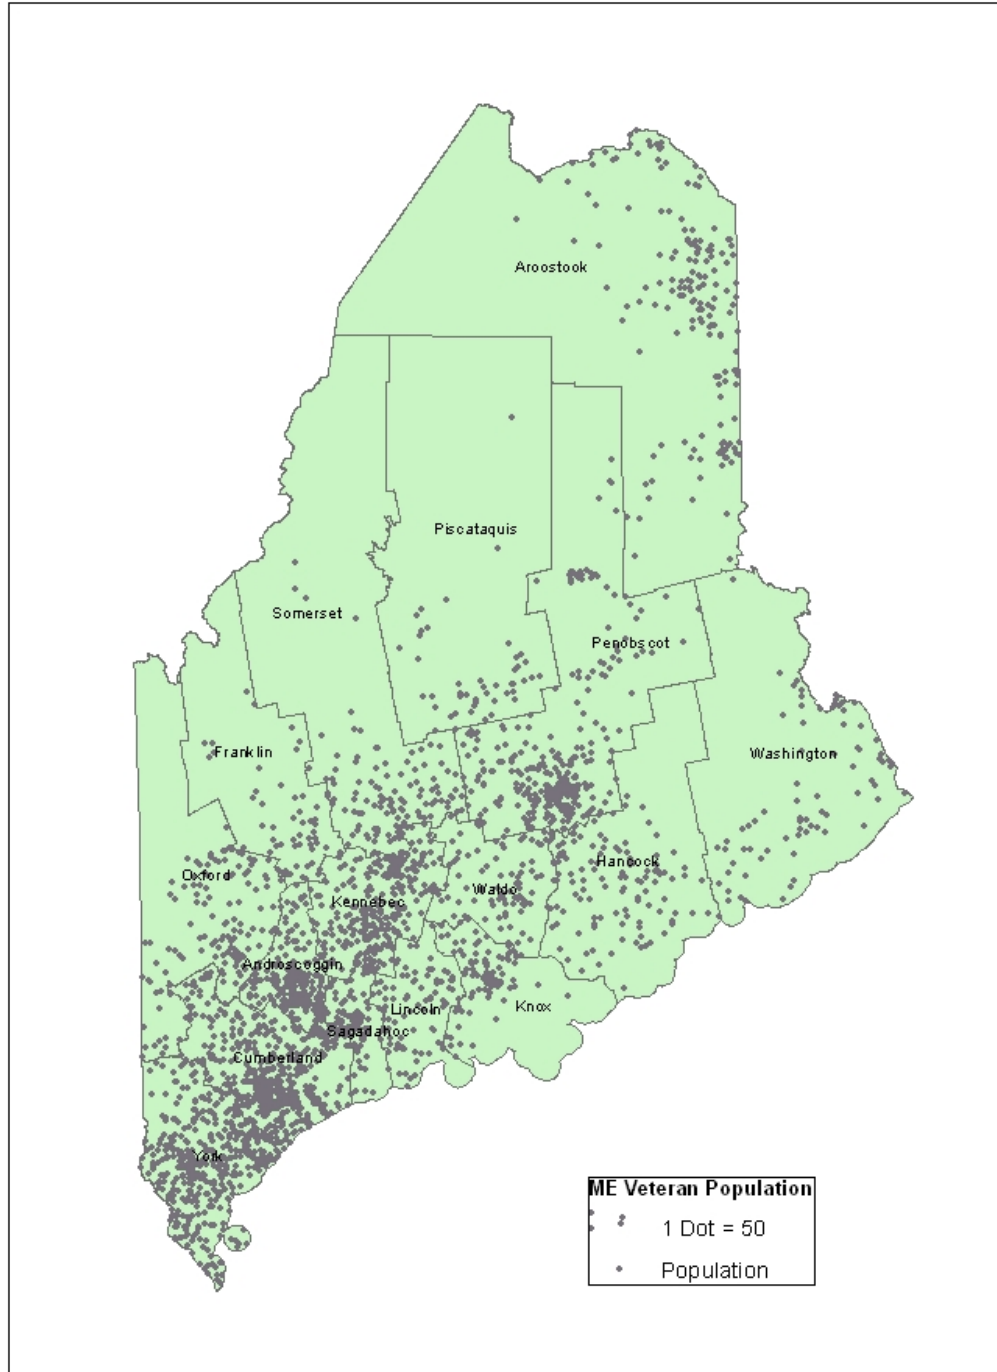 Aroostook
Piscataquis
Somerset
Penobscot
Franklin
Washington
Oxford
Hancock
Waldo
Kennebec
Androscoggin
Lincoln
Knox
Sagadahoc
Cumberland
York
ME Veteran Population
1 Dot = 50
Population